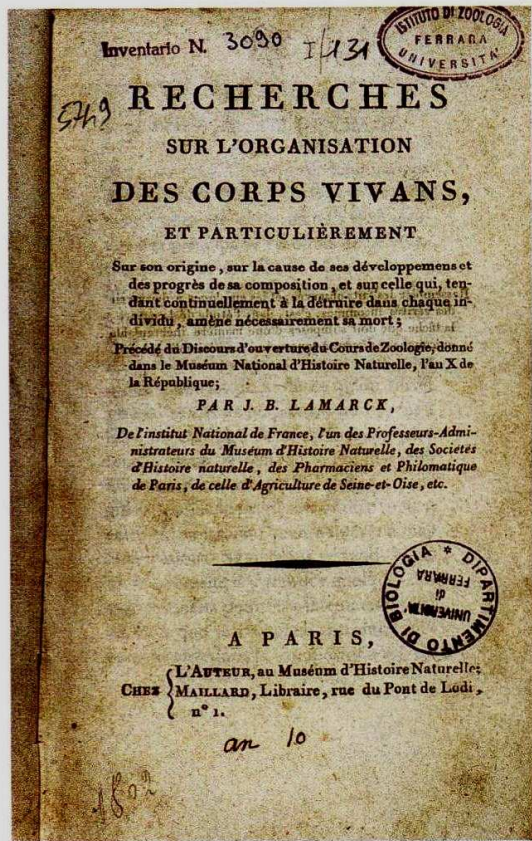 ISTITUTO DI ZOOLOGIA
FERRARA
UNIVERSITA'
Inventario N. 3090 I/131
5749
RECHERCHES
SUR L'ORGANISATION
DES CORPS VIVANS,
ET PARTICULIÈREMENT
Sur son origine, sur la cause de ses développemens et
des progrès de sa composition, et sur celle qui, ten-
dant continuellement à la détruire dans chaque in-
dividu, amène nécessairement sa mort;
Précédé du Discours d'ouverture du Cours de Zoologie, donné
dans le Muséum National d'Histoire Naturelle, l'an X de
la République;
PAR J. B. LAMARCK,
De l'institut National de France, l'un des Professeurs-Admi-
nistrateurs du Muséum d'Histoire Naturelle, des Sociétés
d'Histoire naturelle, des Pharmaciens et Philomatique
de Paris, de celle d'Agriculture de Seine-et-Oise, etc.
DIPARTIMENTO DI BIOLOGIA *
UNIVERSITA'
di
FERRARA
A PARIS,
CHEZ { L'AUTEUR, au Muséum d'Histoire Naturelle;
MAILLARD, Libraire, rue du Pont de Lodi,
n° 1.
an 10